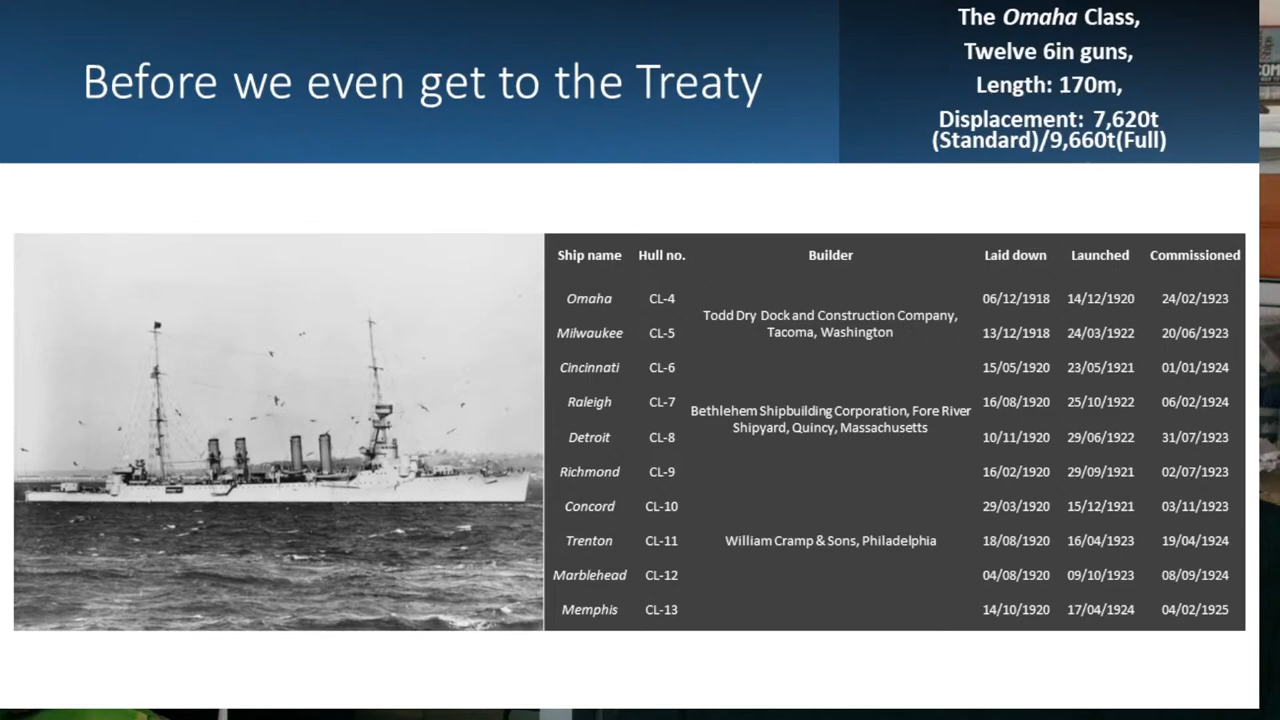 Before we even get to the Treaty
The Omaha Class,
Twelve 6in guns,
Length: 170m,
Displacement: 7,620t
(Standard)/9,660t(Full)
Ship name Hull no. Builder Laid down Launched Commissioned
Omaha CL-4 06/12/1918 14/12/1920 24/02/1923
Todd Dry Dock and Construction Company,
Tacoma, Washington
Milwaukee CL-5 13/12/1918 24/03/1922 20/06/1923
Cincinnati CL-6 15/05/1920 23/05/1921 01/01/1924
Raleigh CL-7 16/08/1920 25/10/1922 06/02/1924
Bethlehem Shipbuilding Corporation, Fore River
Shipyard, Quincy, Massachusetts
Detroit CL-8 10/11/1920 29/06/1922 31/07/1923
Richmond CL-9 16/02/1920 29/09/1921 02/07/1923
Concord CL-10 29/03/1920 15/12/1921 03/11/1923
Trenton CL-11 William Cramp & Sons, Philadelphia 18/08/1920 16/04/1923 19/04/1924
Marblehead CL-12 04/08/1920 09/10/1923 08/09/1924
Memphis CL-13 14/10/1920 17/04/1924 04/02/1925